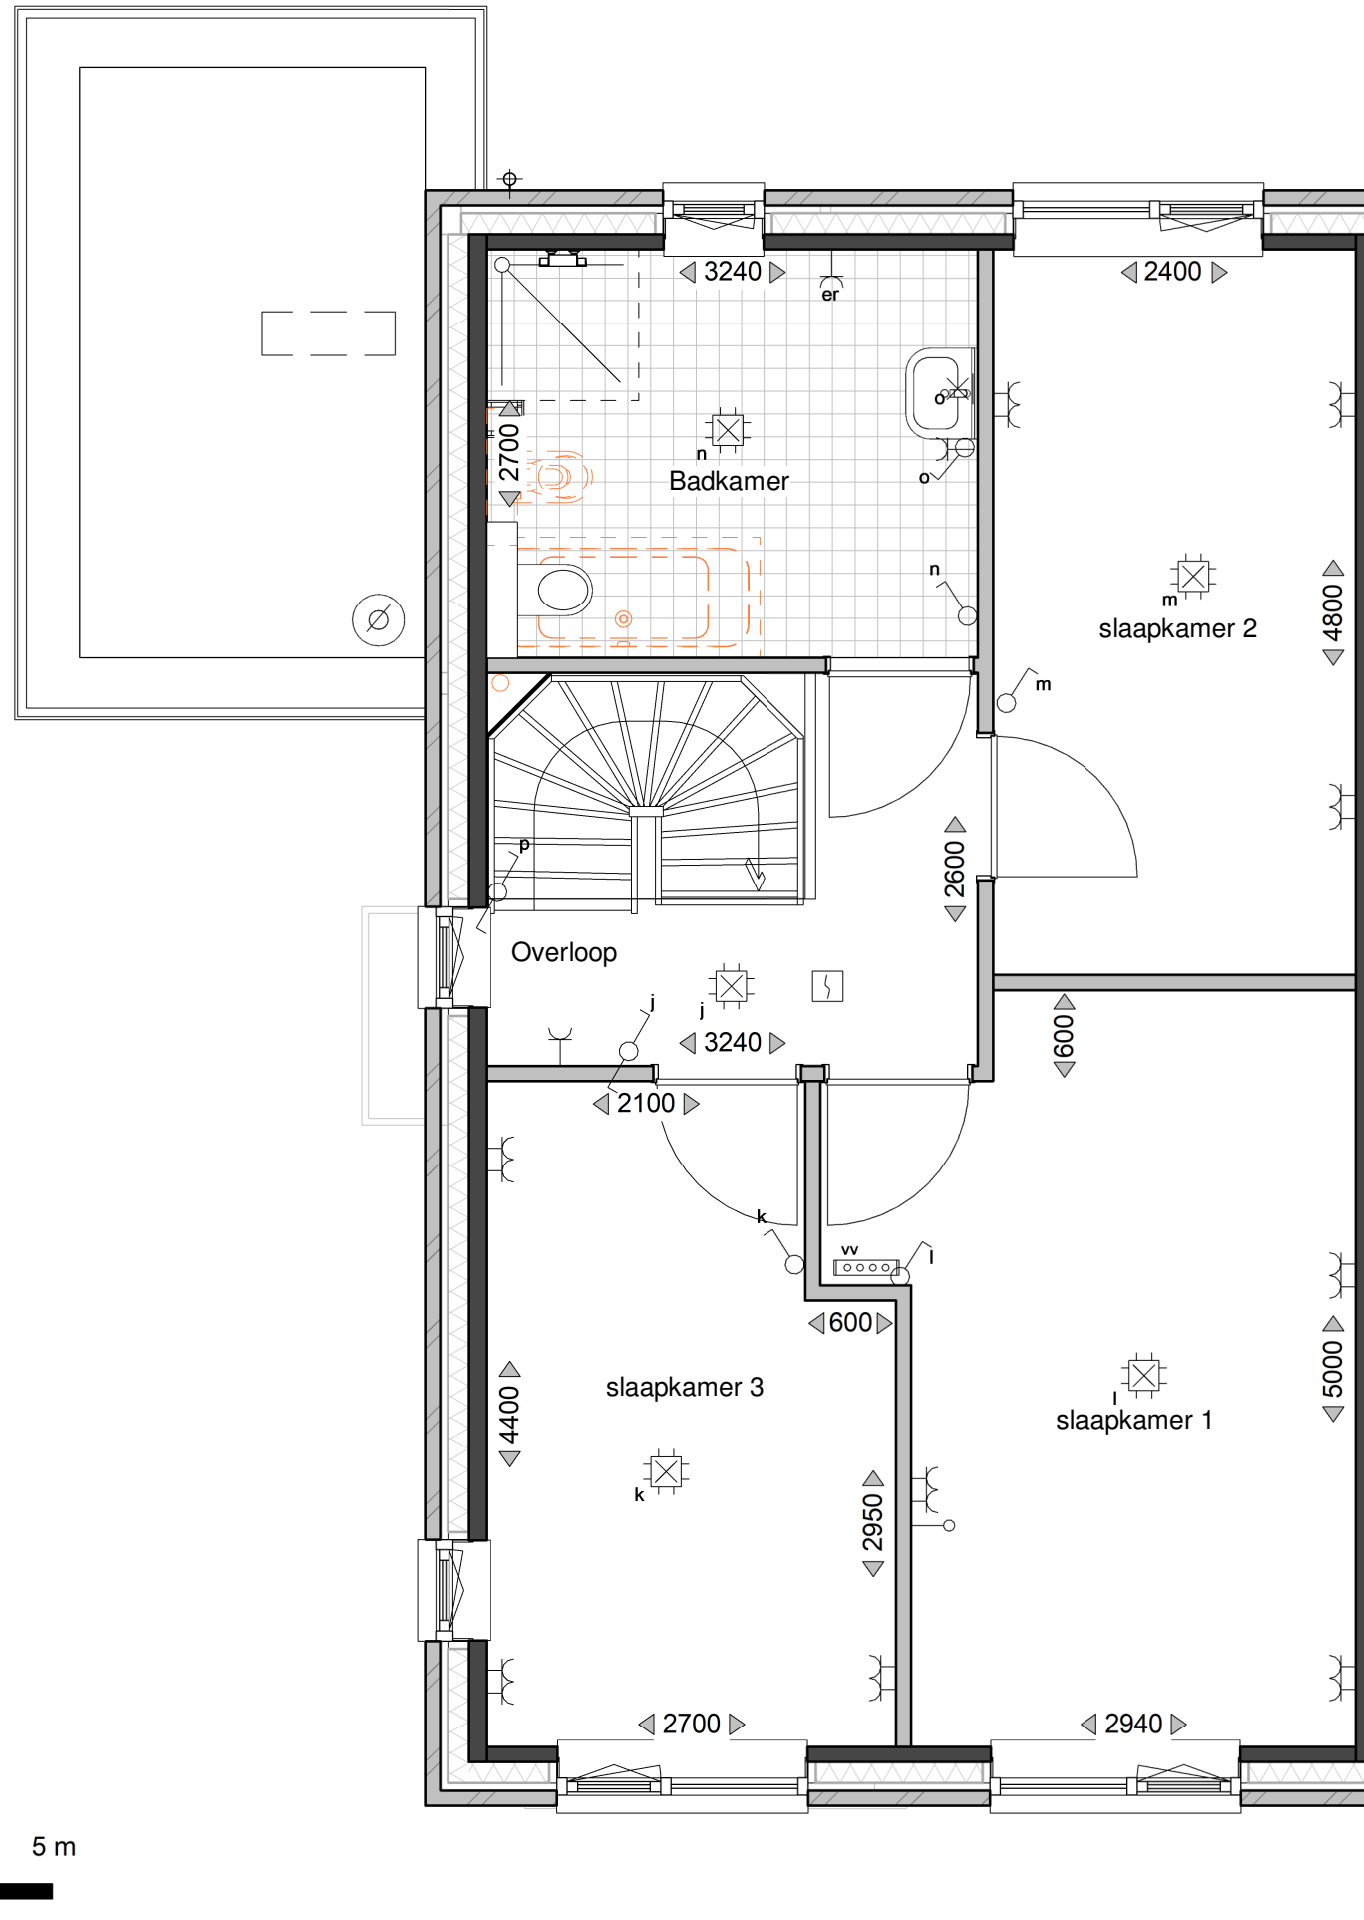 3240
2400
er
o
2700
n
Badkamer
o
n
m
slaapkamer 2
4800
m
p
2600
Overloop
j
j
3240
600
2100
k
vv
l
600
slaapkamer 3
4400
5000
l
slaapkamer 1
k
2950
2700
2940
5 m